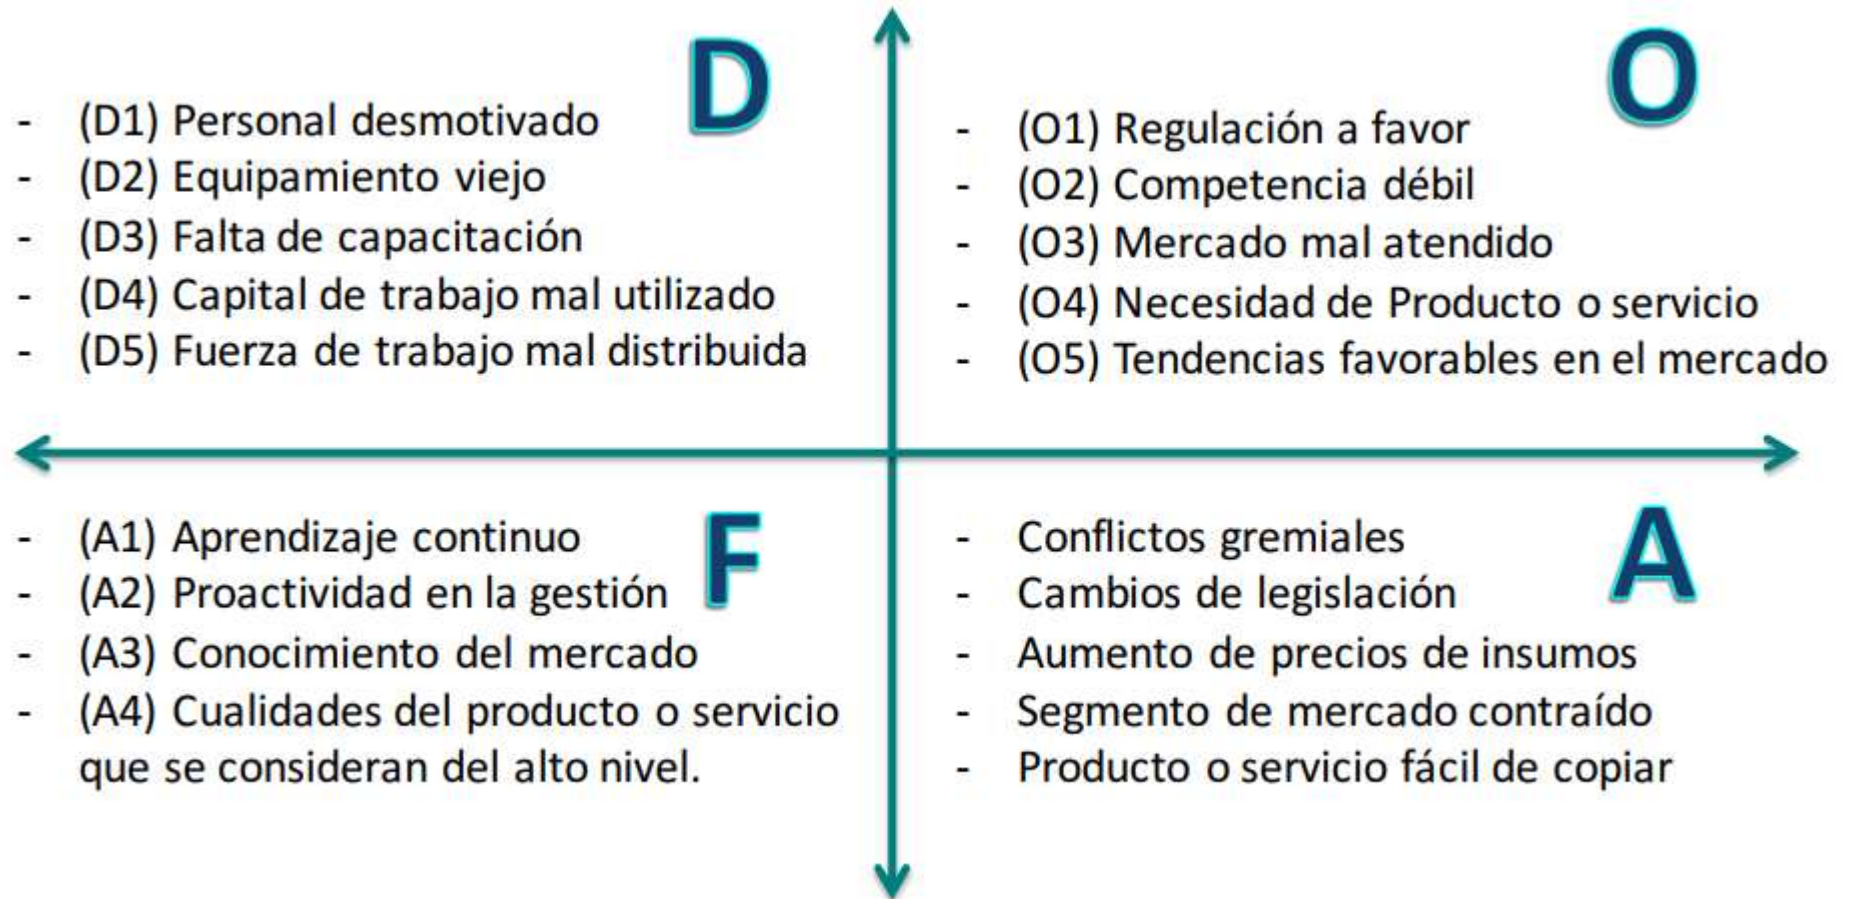 D
- (D1) Personal desmotivado
- (D2) Equipamiento viejo
- (D3) Falta de capacitación
- (D4) Capital de trabajo mal utilizado
- (D5) Fuerza de trabajo mal distribuida
O
- (O1) Regulación a favor
- (O2) Competencia débil
- (O3) Mercado mal atendido
- (O4) Necesidad de Producto o servicio
- (O5) Tendencias favorables en el mercado
F
- (A1) Aprendizaje continuo
- (A2) Proactividad en la gestión
- (A3) Conocimiento del mercado
- (A4) Cualidades del producto o servicio
que se consideran del alto nivel.
A
- Conflictos gremiales
- Cambios de legislación
- Aumento de precios de insumos
- Segmento de mercado contraído
- Producto o servicio fácil de copiar